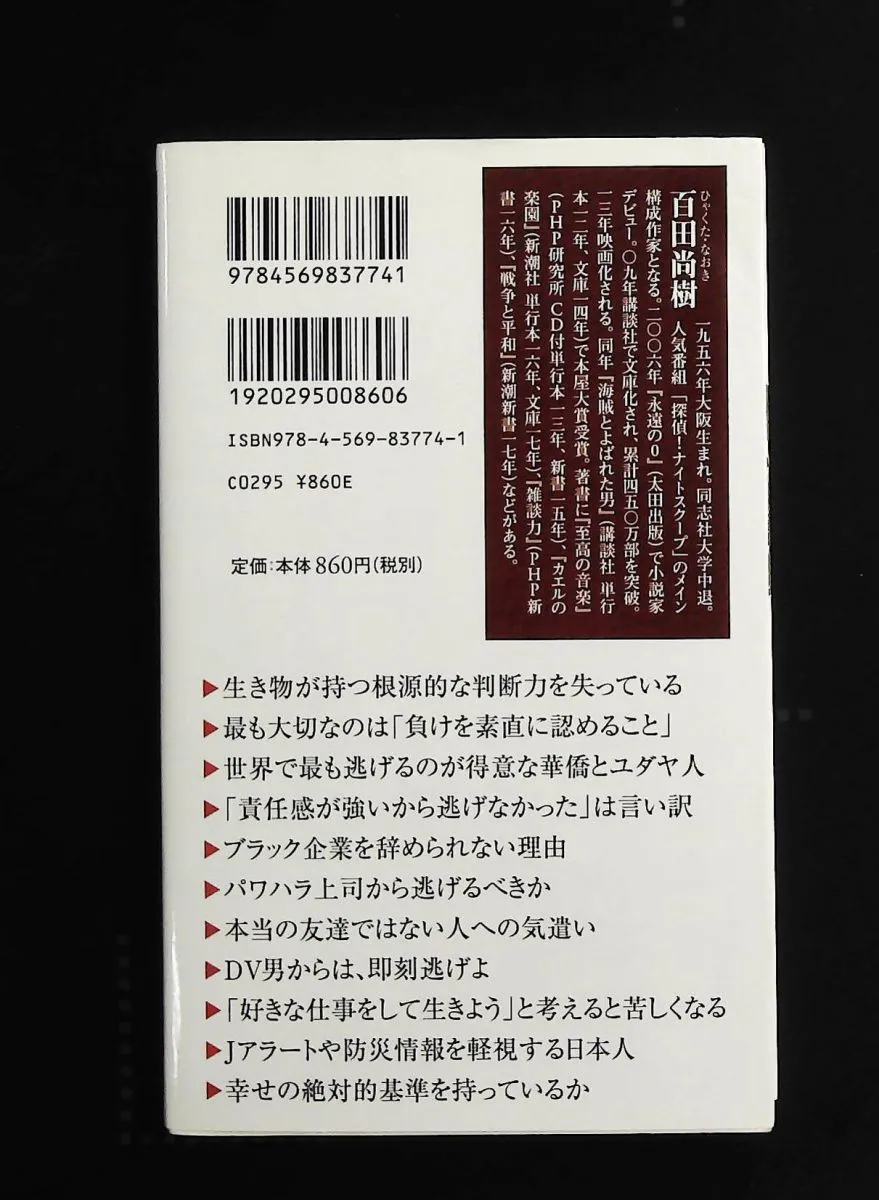 9784569837741
1920295008606
ISBN978-4-569-83774-1
C0295 ¥860E
定価:本体860円(税別)
ひゃくた・なおき
百田尚樹
一九五六年大阪生まれ。同志社大学中退。
人気番組「探偵!ナイトスクープ」のメイン
構成作家となる。二〇〇六年『永遠の0』(太田出版)で小説家
デビュー。〇九年講談社で文庫化され、累計四五〇万部を突破。
一三年映画化される。同年『海賊とよばれた男』(講談社 単行
本一二年、文庫一四年)で本屋大賞受賞。著書に『至高の音楽』
(PHP研究所 CD付単行本一三年、新書一五年)、『カエルの
楽園』(新潮社 単行本一六年、文庫一七年)、『雑談力』(PHP新
書一六年)、『戦争と平和』(新潮新書一七年)などがある。
▶生き物が持つ根源的な判断力を失っている
▶最も大切なのは「負けを素直に認めること」
▶世界で最も逃げるのが得意な華僑とユダヤ人
▶「責任感が強いから逃げなかった」は言い訳
▶ブラック企業を辞められない理由
▶パワハラ上司から逃げるべきか
▶本当の友達ではない人への気遣い
▶DV男からは、即刻逃げよ
▶「好きな仕事をして生きよう」と考えると苦しくなる
▶Jアラートや防災情報を軽視する日本人
▶幸せの絶対的基準を持っているか